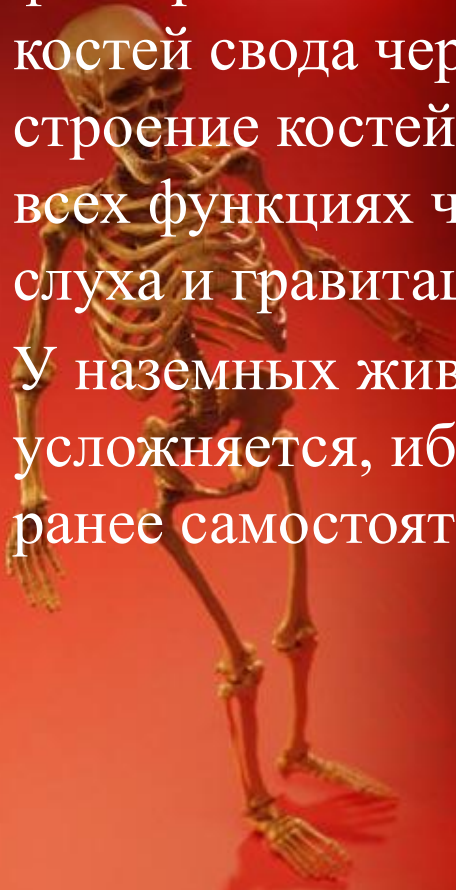 костей свода чер
строение костей
всех функциях ч
слуха и гравитац
У наземных жив
усложняется, иб
ранее самостоят